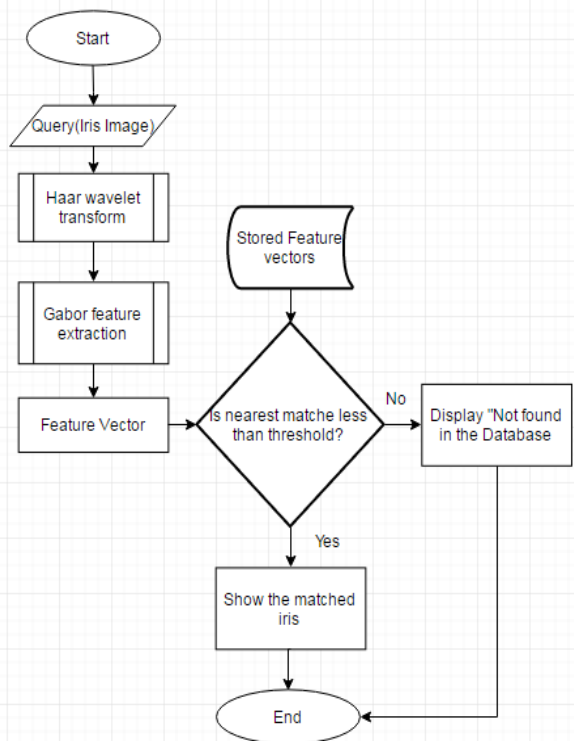 Start
Query(Iris Image)
Haar wavelet
transform
Stored Feature
vectors
Gabor feature
extraction
Feature Vector
Is nearest matche less
than threshold?
No
Display "Not found
in the Database
Yes
Show the matched
iris
End